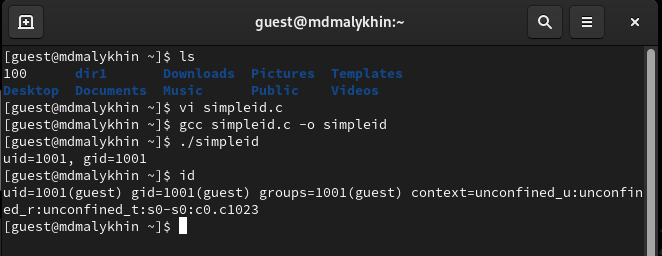 guest@mdmalykhin:~
[guest@mdmalykhin ~]$ ls
100 dir1 Downloads Pictures Templates
Desktop Documents Music Public Videos
[guest@mdmalykhin ~]$ vi simpleid.c
[guest@mdmalykhin ~]$ gcc simpleid.c -o simpleid
[guest@mdmalykhin ~]$ ./simpleid
uid=1001, gid=1001
[guest@mdmalykhin ~]$ id
uid=1001(guest) gid=1001(guest) groups=1001(guest) context=unconfined_u:unconfin
ed_r:unconfined_t:s0-s0:c0.c1023
[guest@mdmalykhin ~]$